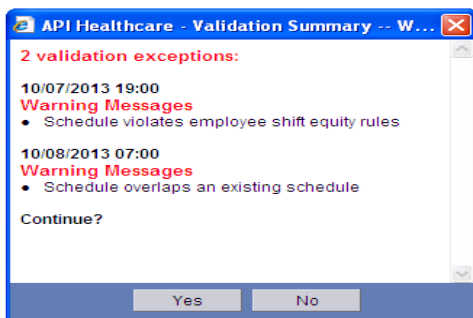 API Healthcare - Validation Summary -- W...
2 validation exceptions:
10/07/2013 19:00
Warning Messages
• Schedule violates employee shift equity rules
10/08/2013 07:00
Warning Messages
• Schedule overlaps an existing schedule
Continue?
Yes No